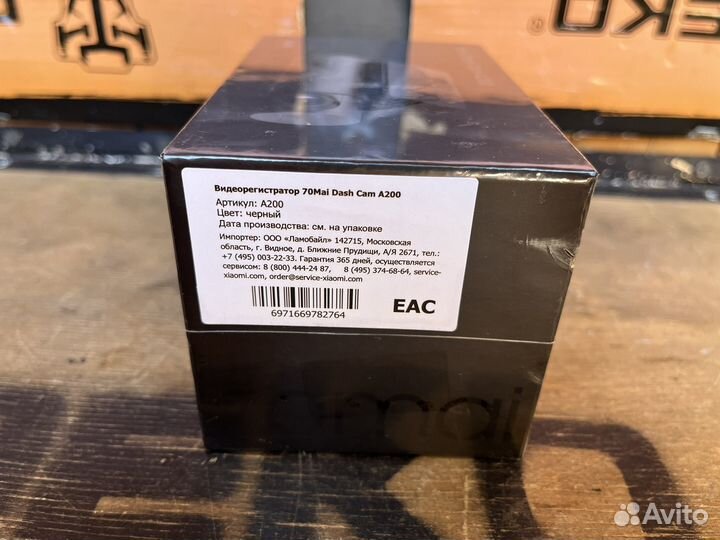 EKO
Видеорегистратор 70Mai Dash Cam A200
Артикул: A200
Цвет: черный
Дата производства: см. на упаковке
Импортер: ООО «Ламобайл» 142715, Московская
область, г. Видное, д. Ближние Прудищи, А/Я 2671, тел.:
+7 (495) 003-22-33. Гарантия 365 дней, осуществляется
сервисом: 8 (800) 444-24 87, 8 (495) 374-68-64, service-
xiaomi.com, order@service-xiaomi.com
6971669782764
EAC
70mai
Avito